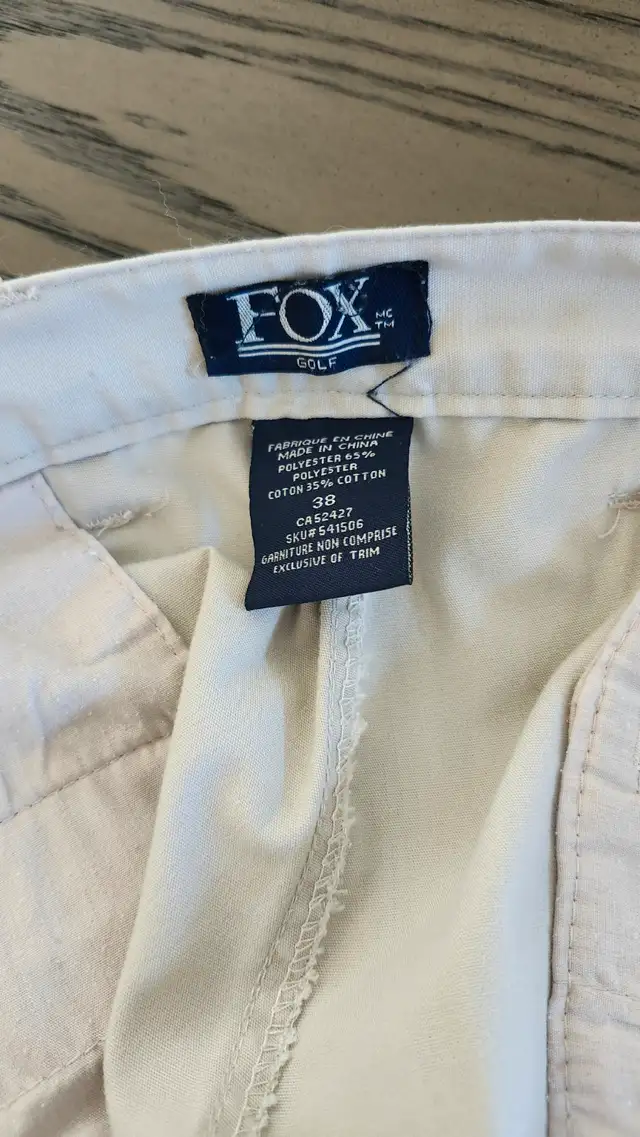 FOX
MC
TM
GOLF
FABRIQUE EN CHINE
MADE IN CHINA
POLYESTER 65%
POLYESTER
COTON 35% COTTON
38
CA52427
SKU#541506
GARNITURE NON COMPRISE
EXCLUSIVE OF TRIM